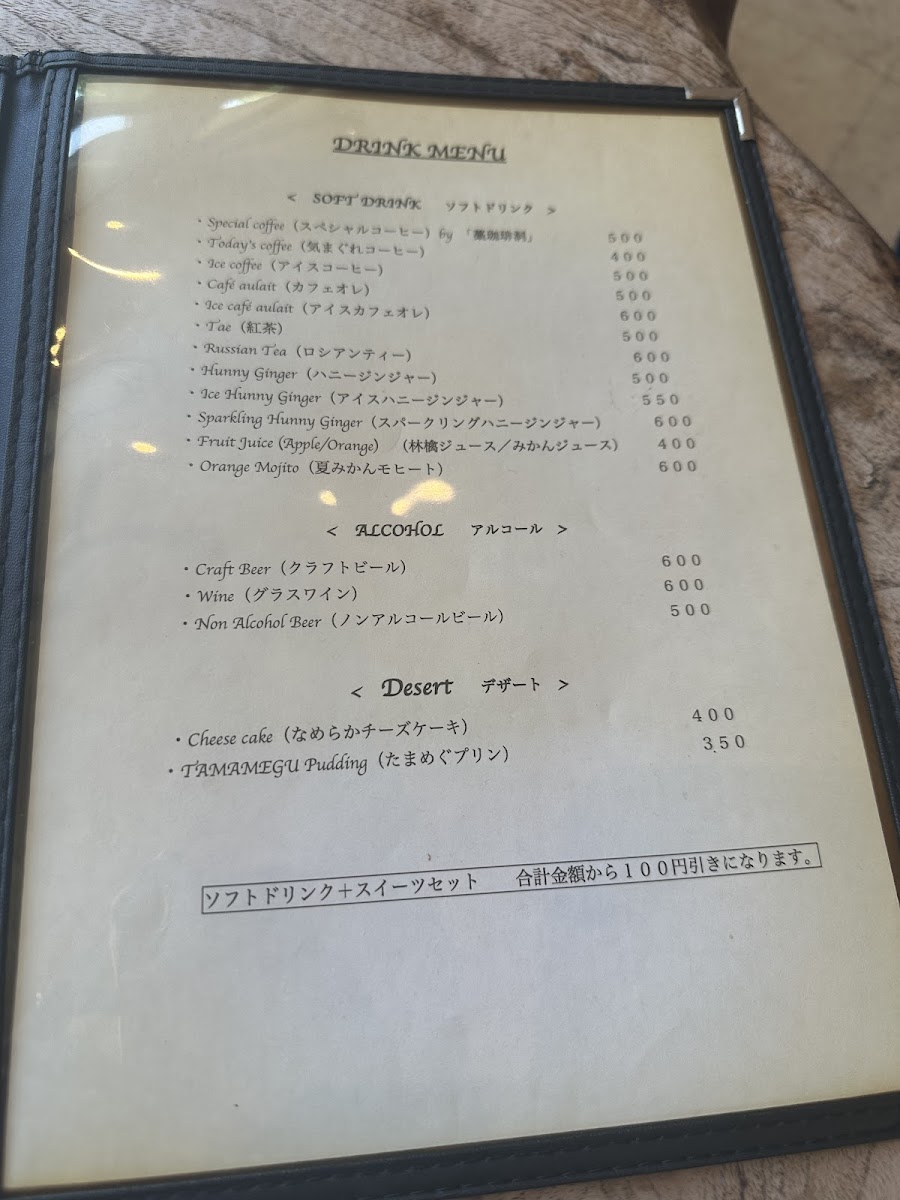 DRINK MENU
< SOFT DRINK ソフトドリンク >
・Special coffee（スペシャルコーヒー）by 500
・Today's coffee（気まぐれコーヒー） 400
・Ice coffee（アイスコーヒー） 500
・Café aulait（カフェオレ） 500
・Ice café aulait（アイスカフェオレ） 600
・Tae（紅茶） 500
・Russian Tea（ロシアンティー） 600
・Hunny Ginger（ハニージンジャー） 500
・Ice Hunny Ginger（アイスハニージンジャー） 550
・Sparkling Hunny Ginger（スパークリングハニージンジャー） 600
・Fruit Juice (Apple/Orange) （林檎ジュース／みかんジュース） 400
・Orange Mojito（夏みかんモヒート） 600
< ALCOHOL アルコール >
・Craft Beer（クラフトビール） 600
・Wine（グラスワイン） 600
・Non Alcohol Beer（ノンアルコールビール） 500
< Desert デザート >
・Cheese cake（なめらかチーズケーキ） 400
・TAMAMEGU Pudding（たまめぐプリン） 350
ソフトドリンク＋スイーツセット　合計金額から１００円引きになります。